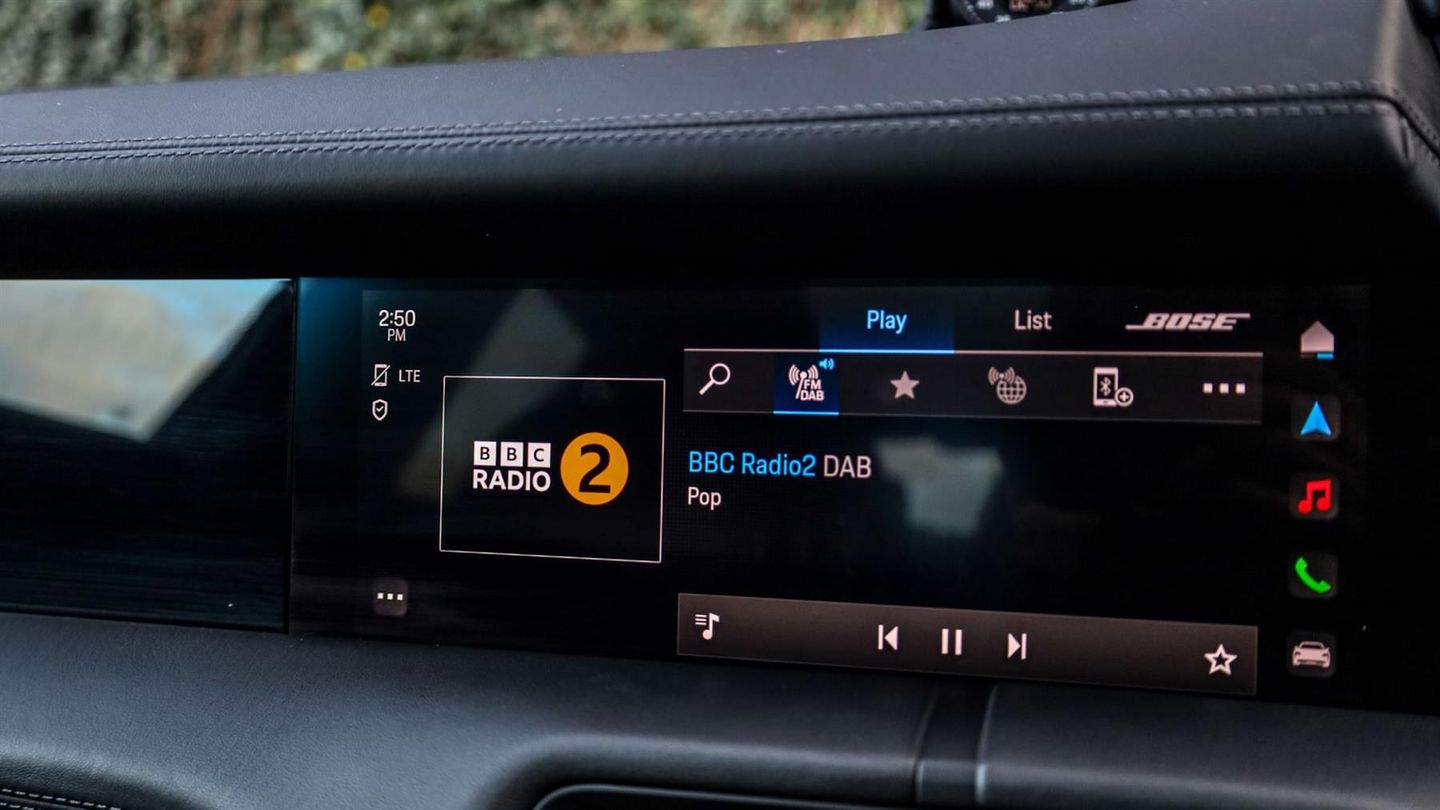 2:50
PM
LTE
Play
List
BOSE
FM
DAB
BBC
RADIO
2
BBC Radio2 DAB
Pop